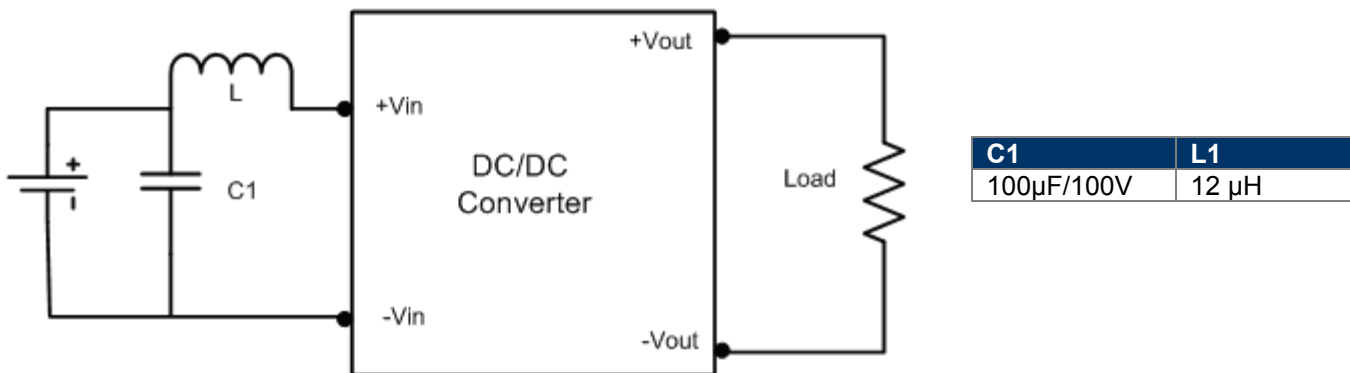 +Vout
L
+Vin
DC/DC
Converter
C1
Load
-Vin
-Vout
+
-
C1 L1
100µF/100V 12 µH